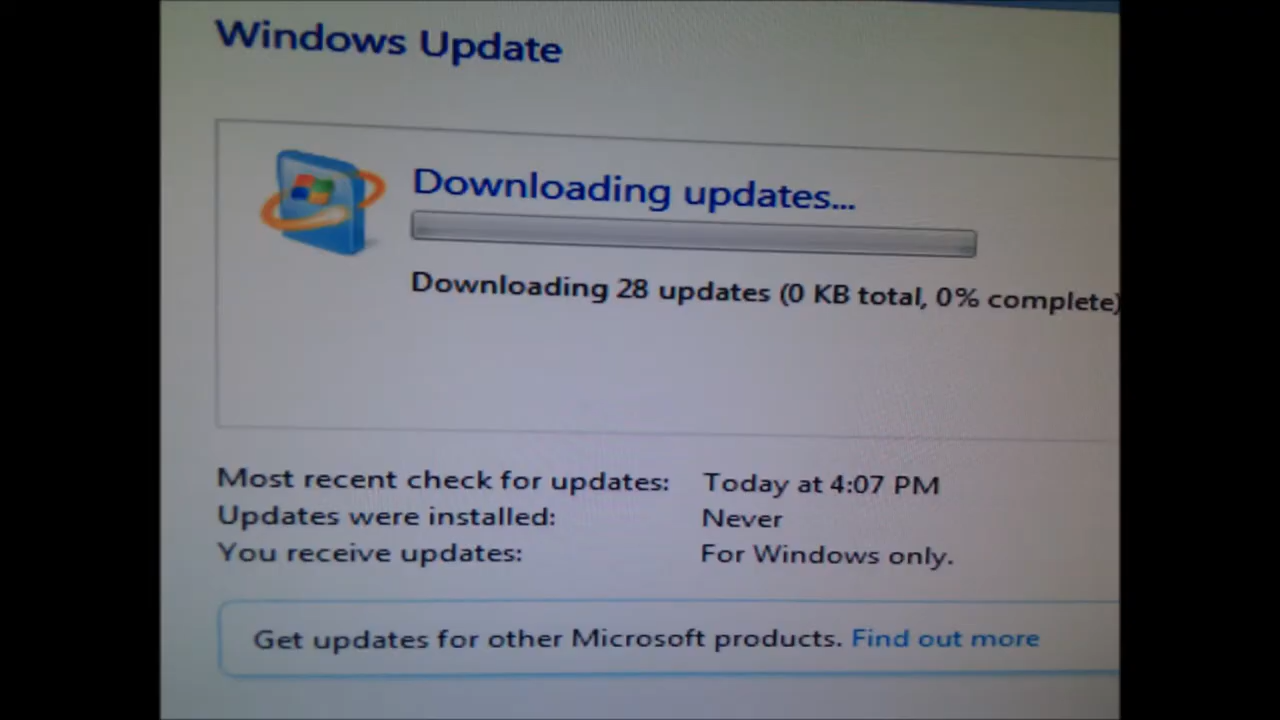 Windows Update
Downloading updates...
Downloading 28 updates (0 KB total, 0% complete)
Most recent check for updates: Today at 4:07 PM
Updates were installed: Never
You receive updates: For Windows only.
Get updates for other Microsoft products. Find out more